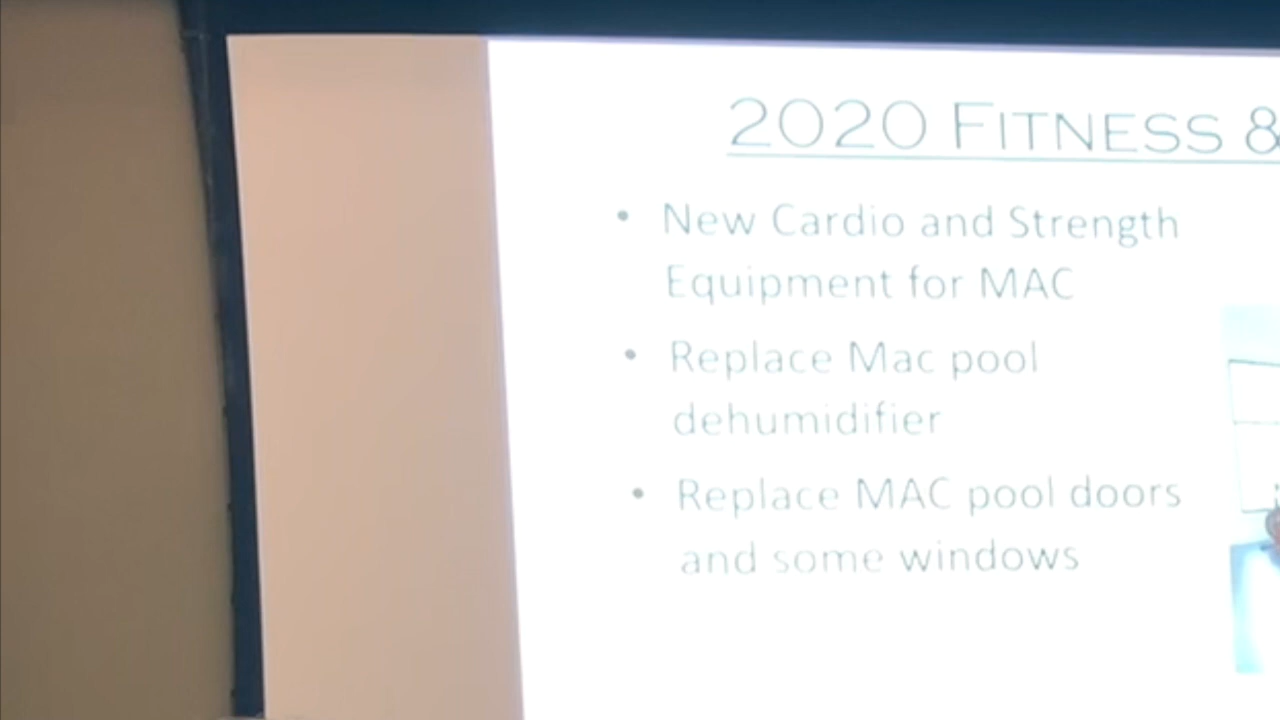 2020 FITNESS &
• New Cardio and Strength
Equipment for MAC
• Replace Mac pool
dehumidifier
• Replace MAC pool doors
and some windows